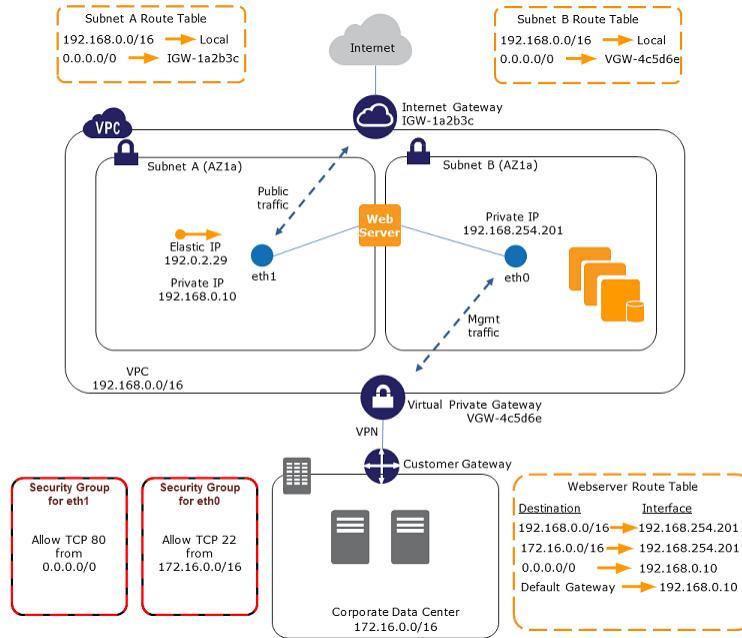 Subnet A Route Table
192.168.0.0/16 Local
0.0.0.0/0 IGW-1a2b3c
Internet
Subnet B Route Table
192.168.0.0/16 Local
0.0.0.0/0 VGW-4c5d6e
Internet Gateway
IGW-1a2b3c
VPC
Subnet A (AZ1a)
Subnet B (AZ1a)
Public
traffic
Web
Server
Private IP
192.168.254.201
Elastic IP
192.0.2.29
eth1
Private IP
192.168.0.10
eth0
Mgmt
traffic
VPC
192.168.0.0/16
Virtual Private Gateway
VGW-4c5d6e
VPN
Customer Gateway
Security Group
for eth1
Allow TCP 80
from
0.0.0.0/0
Security Group
for eth0
Allow TCP 22
from
172.16.0.0/16
Corporate Data Center
172.16.0.0/16
Webserver Route Table
Destination Interface
192.168.0.0/16 192.168.254.201
172.16.0.0/16 192.168.254.201
0.0.0.0/0 192.168.0.10
Default Gateway 192.168.0.10